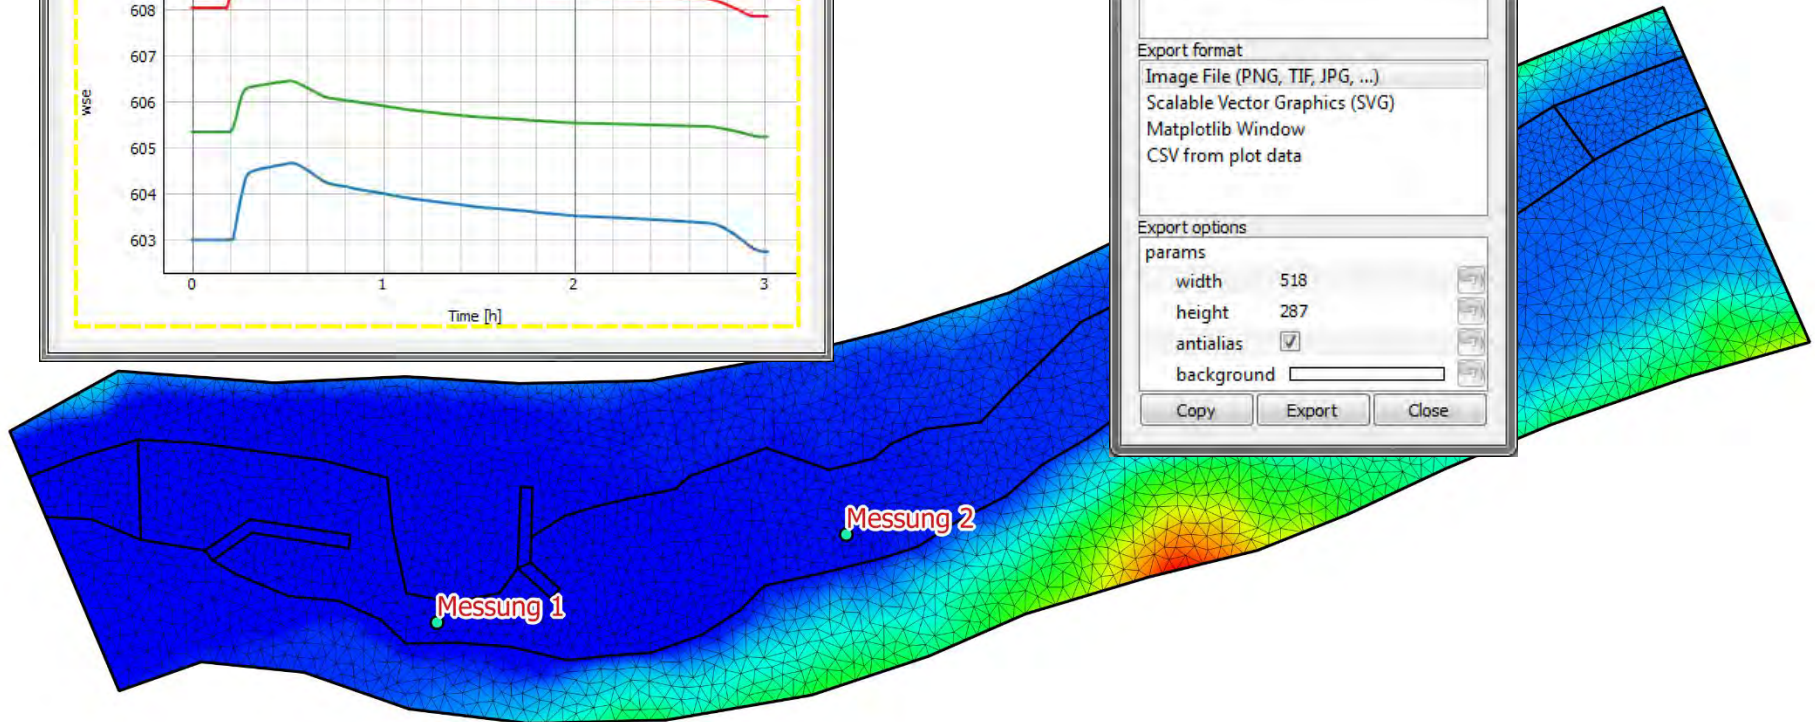 608
607
606
605
604
603
wse
0
1
2
3
Time [h]
Export format
Image File (PNG, TIF, JPG, ...)
Scalable Vector Graphics (SVG)
Matplotlib Window
CSV from plot data
Export options
params
width 518
height 287
antialias
background
Copy Export Close
Messung 2
Messung 1